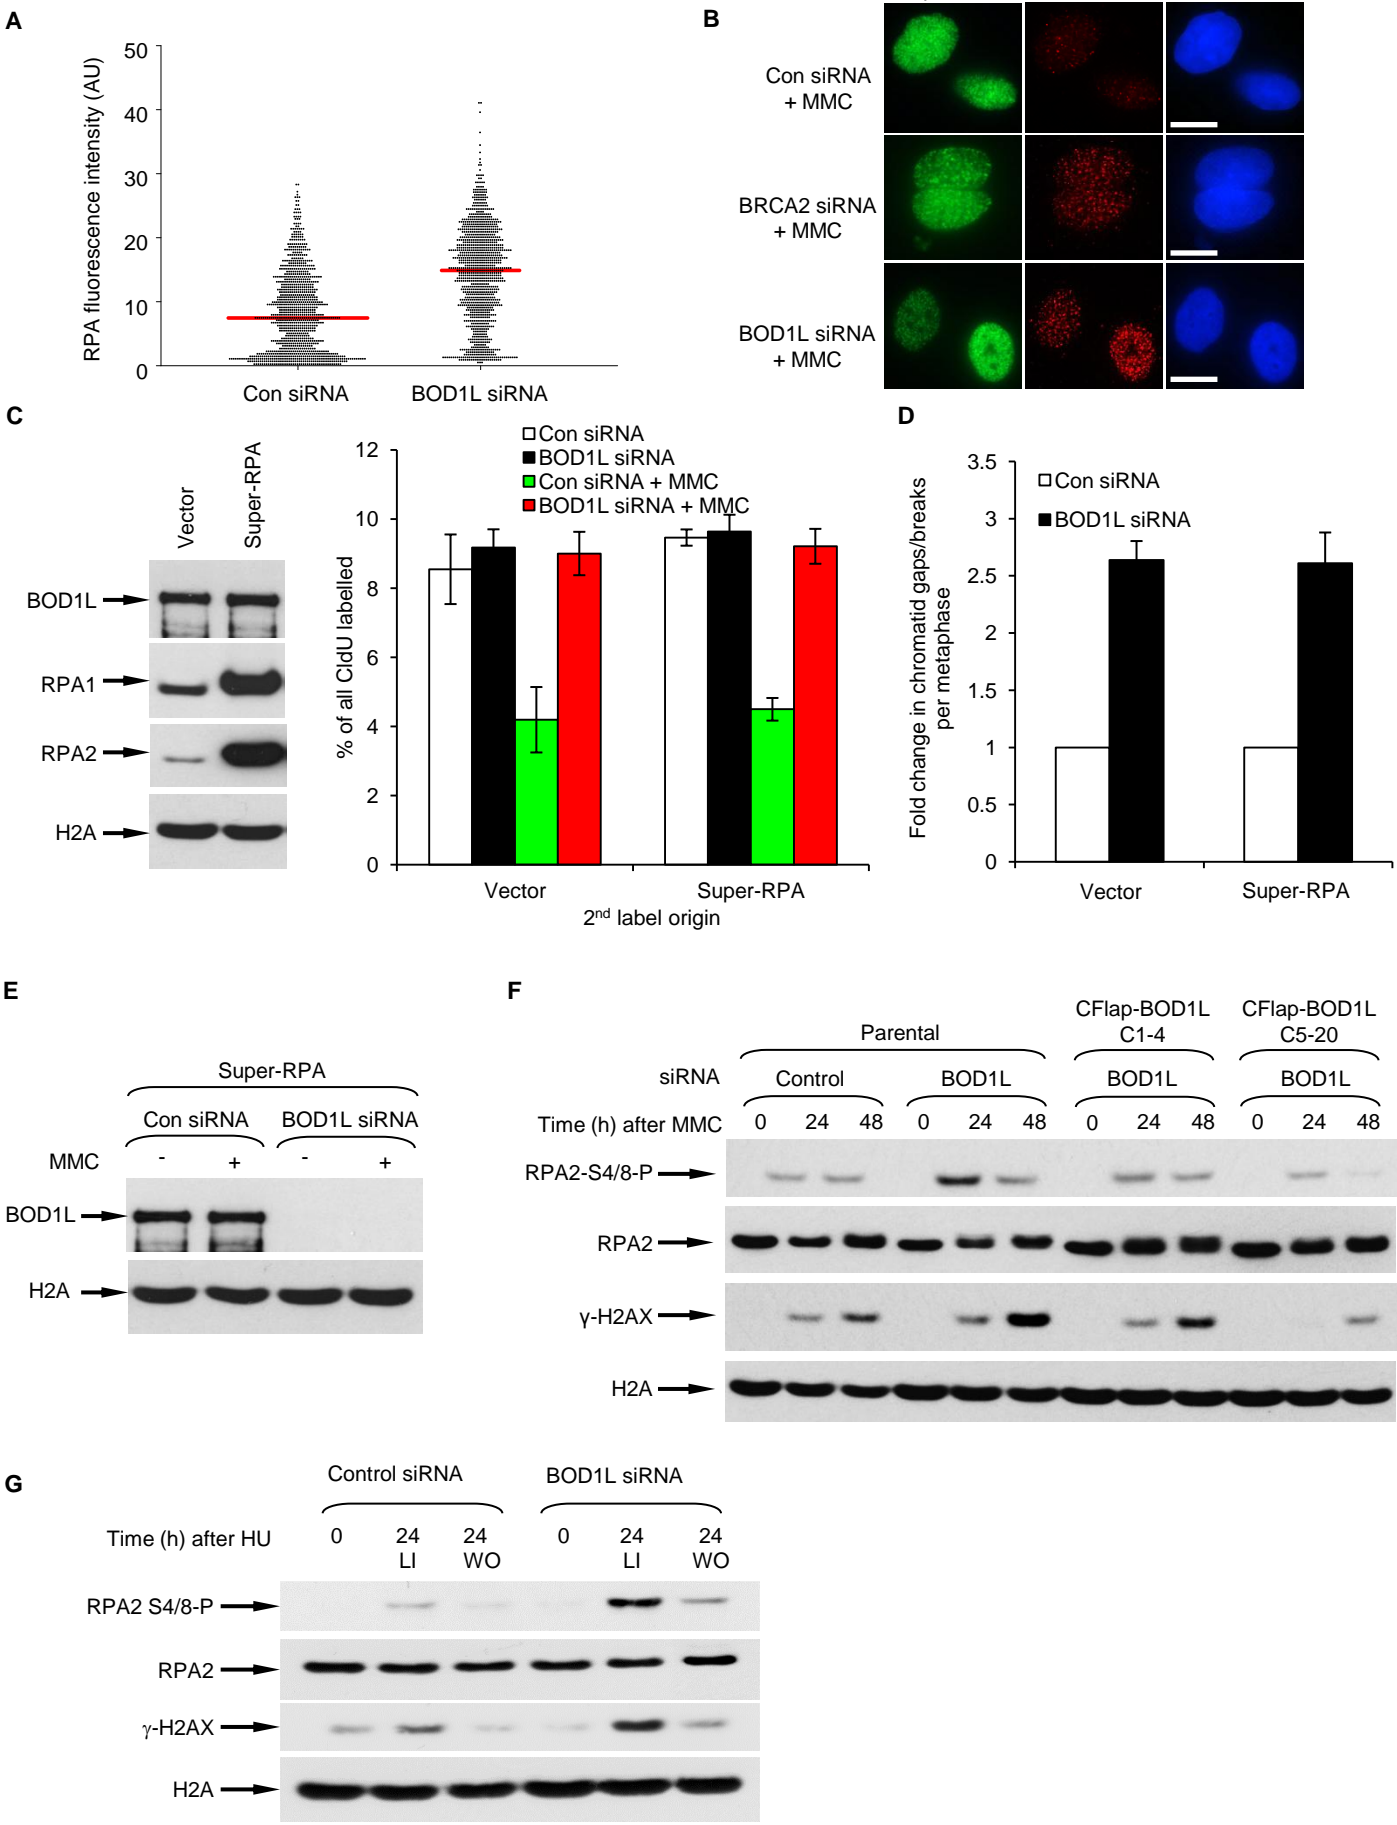 A
50
40
30
20
10
0
RPA fluorescence intensity (AU)
Con siRNA
BOD1L siRNA
B
Con siRNA
+ MMC
BRCA2 siRNA
+ MMC
BOD1L siRNA
+ MMC
C
Vector
Super-RPA
BOD1L
RPA1
RPA2
H2A
Con siRNA
BOD1L siRNA
Con siRNA + MMC
BOD1L siRNA + MMC
12
10
8
6
4
2
0
% of all CldU labelled
Vector
Super-RPA
2nd label origin
D
3.5
3
2.5
2
1.5
1
0.5
0
Fold change in chromatid gaps/breaks
per metaphase
Con siRNA
BOD1L siRNA
Vector
Super-RPA
E
Super-RPA
Con siRNA
BOD1L siRNA
MMC - + - +
BOD1L
H2A
F
Parental
CFlap-BOD1L
C1-4
CFlap-BOD1L
C5-20
siRNA Control BOD1L BOD1L BOD1L
Time (h) after MMC 0 24 48 0 24 48 0 24 48 0 24 48
RPA2-S4/8-P
RPA2
γ-H2AX
H2A
G
Control siRNA
BOD1L siRNA
Time (h) after HU 0 24 24 0 24 24
LI WO LI WO
RPA2 S4/8-P
RPA2
γ-H2AX
H2A